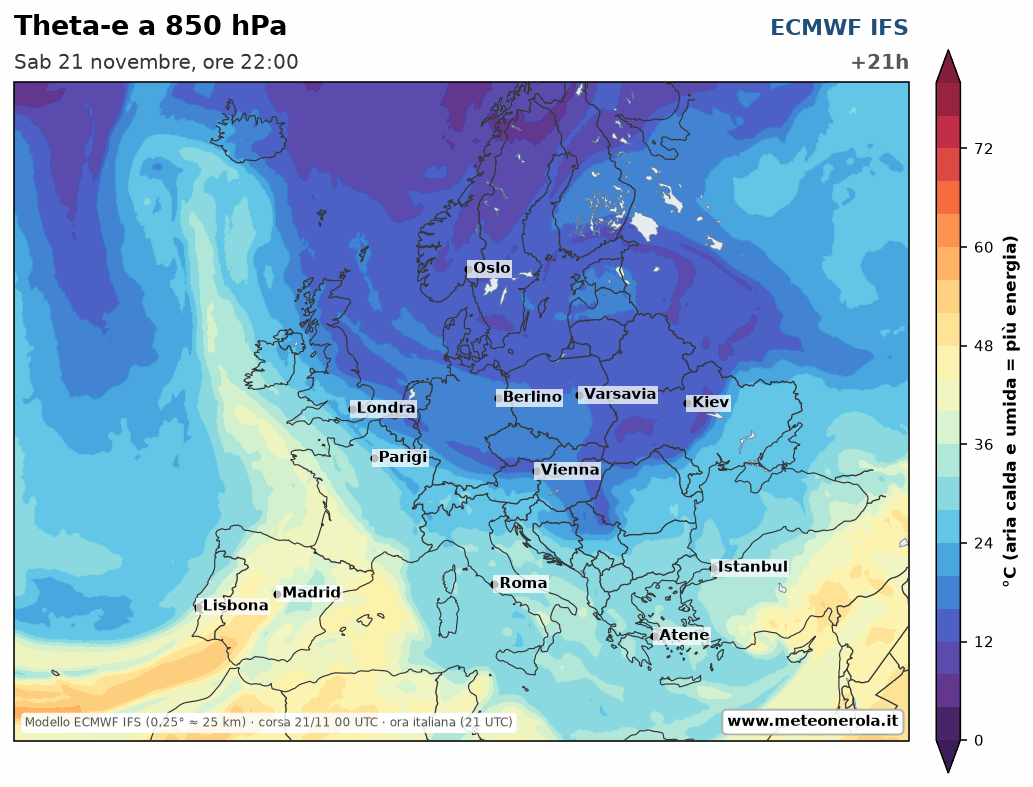 Theta-e a 850 hPa
ECMWF IFS
Sab 21 novembre, ore 22:00
+21h
72
60
48
36
24
12
0
°C (aria calda e umida = più energia)
Oslo
Londra
Berlino
Varsavia
Kiev
Parigi
Vienna
Istanbul
Roma
Madrid
Lisbona
Atene
Modello ECMWF IFS (0,25° ≈ 25 km) · corsa 21/11 00 UTC · ora italiana (21 UTC)
www.meteonerola.it